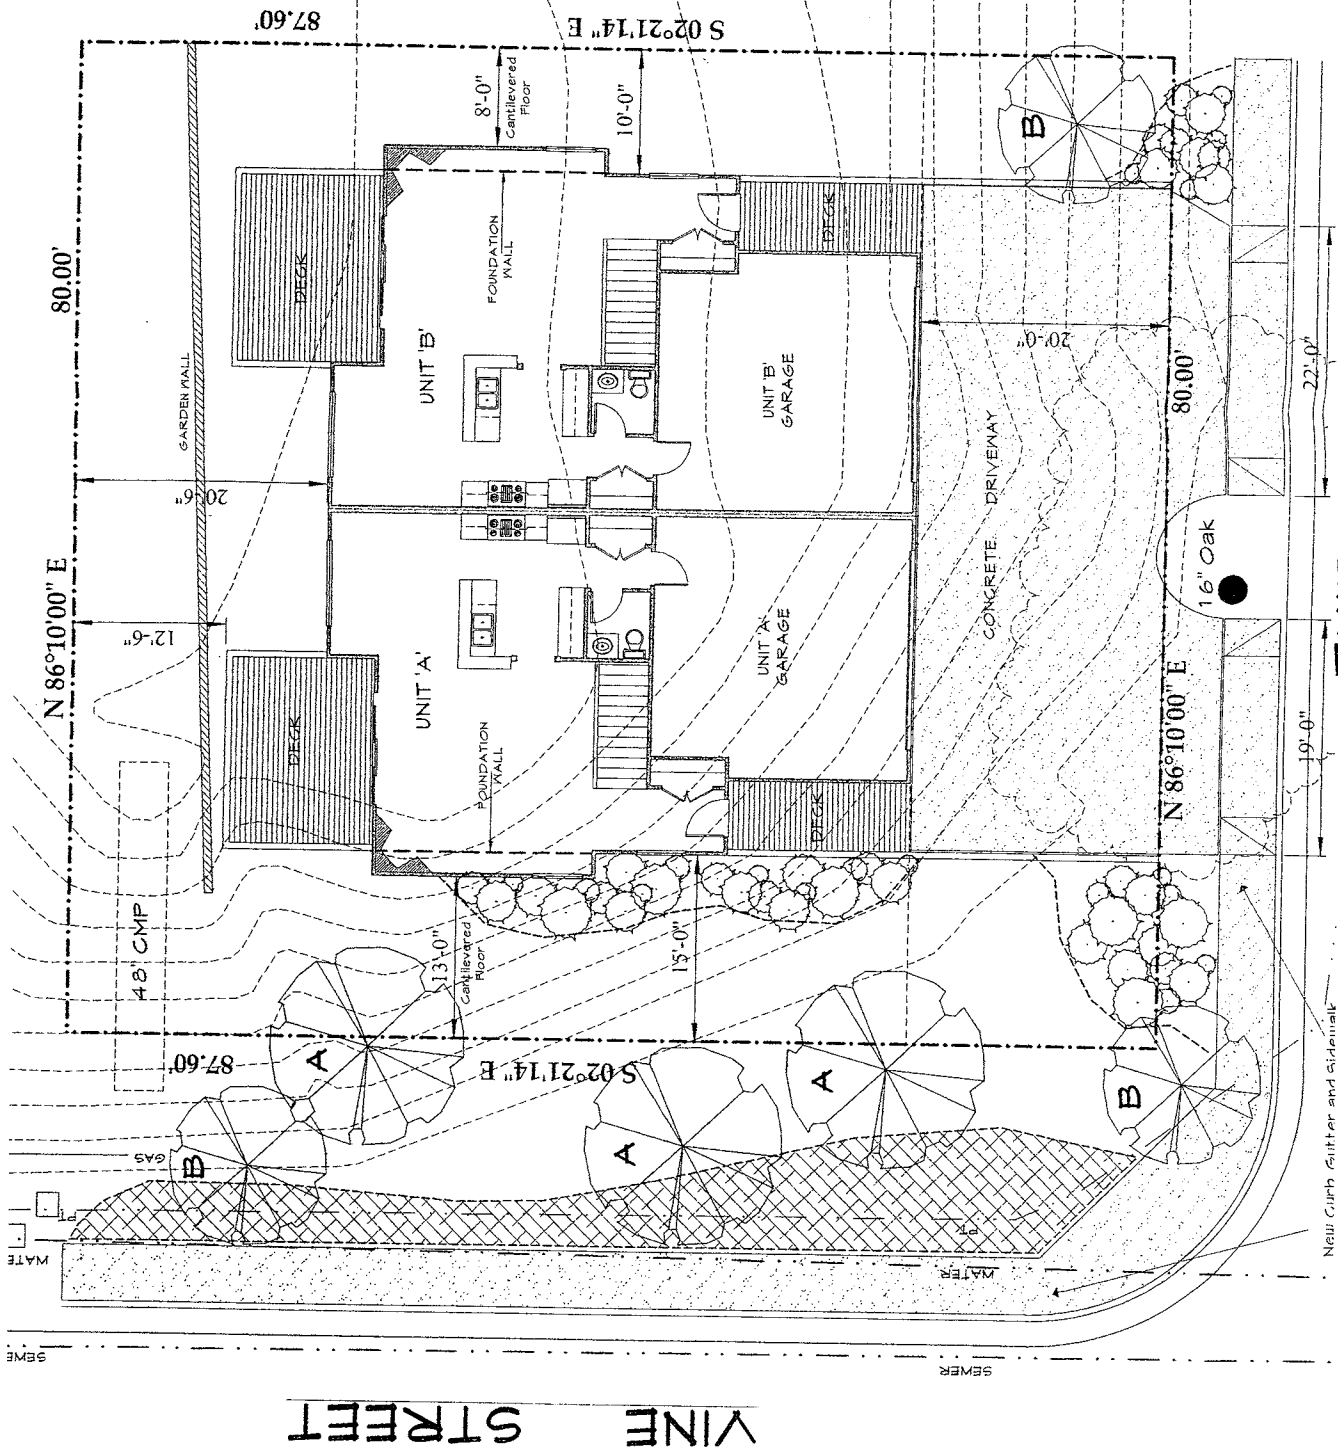 87.60'
S 02°21'14" E
8'-0"
Cantilevered
Floor
10'-0"
B
80.00'
DECK
GARDEN WALL
FOUNDATION
WALL
DECK
UNIT 'B'
20'-0"
UNIT 'B'
GARAGE
80.00'
22'-0"
CONCRETE DRIVEWAY
20'-6"
N 86°10'00" E
12'-6"
16" Oak
DECK
UNIT 'A'
UNIT 'A'
GARAGE
FOUNDATION
WALL
DECK
N 86°10'00" E
19'-0"
48" CMP
13'-0"
Cantilevered
Floor
15'-0"
87.60'
S 02°21'14" E
A
A
A
B
B
GAS
PT
PT
WATE
WATER
New Curb Gutter and Sidewalk
SEWE
SEWER
VINE STREET